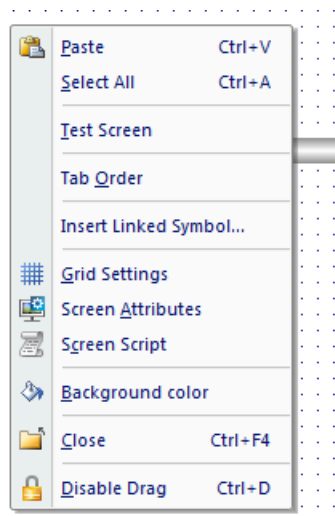 Paste Ctrl+V
Select All Ctrl+A
Test Screen
Tab Order
Insert Linked Symbol...
Grid Settings
Screen Attributes
Screen Script
Background color
Close Ctrl+F4
Disable Drag Ctrl+D